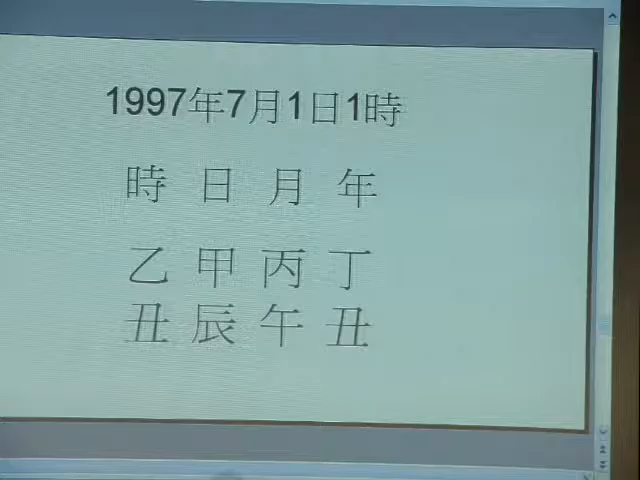 1997年7月1日1時
時 日 月 年
乙 甲 丙 丁
丑 辰 午 丑